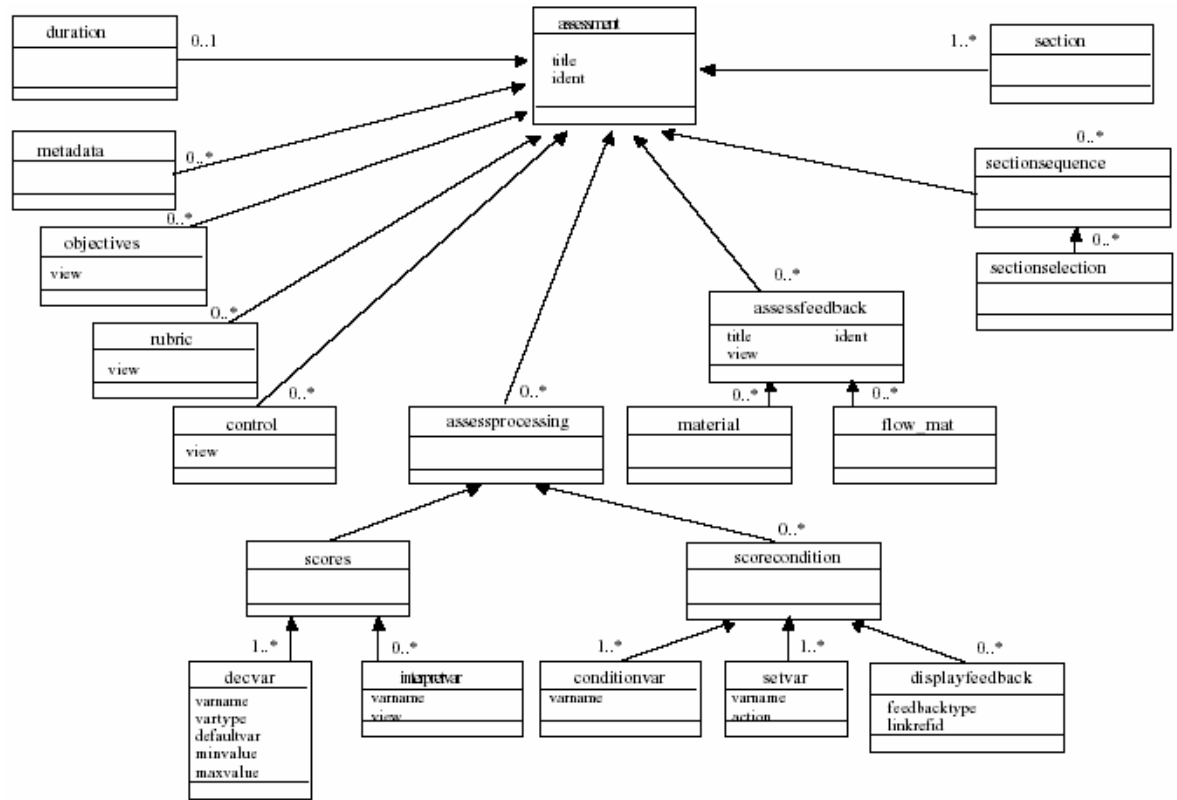 duration
0..1
assessment
title
ident
1..*
section
metadata
0..*
0..*
sectionsequence
objectives
view
0..*
0..*
sectionselection
rubric
view
0..*
0..*
assessfeedback
title ident
view
control
view
0..*
0..*
assessprocessing
0..*
material
0..*
flow_mat
scores
0..*
scorecondition
1..*
decvar
varname
vartype
defaultvar
minvalue
maxvalue
0..*
interpretvar
varname
view
1..*
conditionvar
varname
1..*
setvar
varname
action
0..*
displayfeedback
feedbacktype
linkrefid